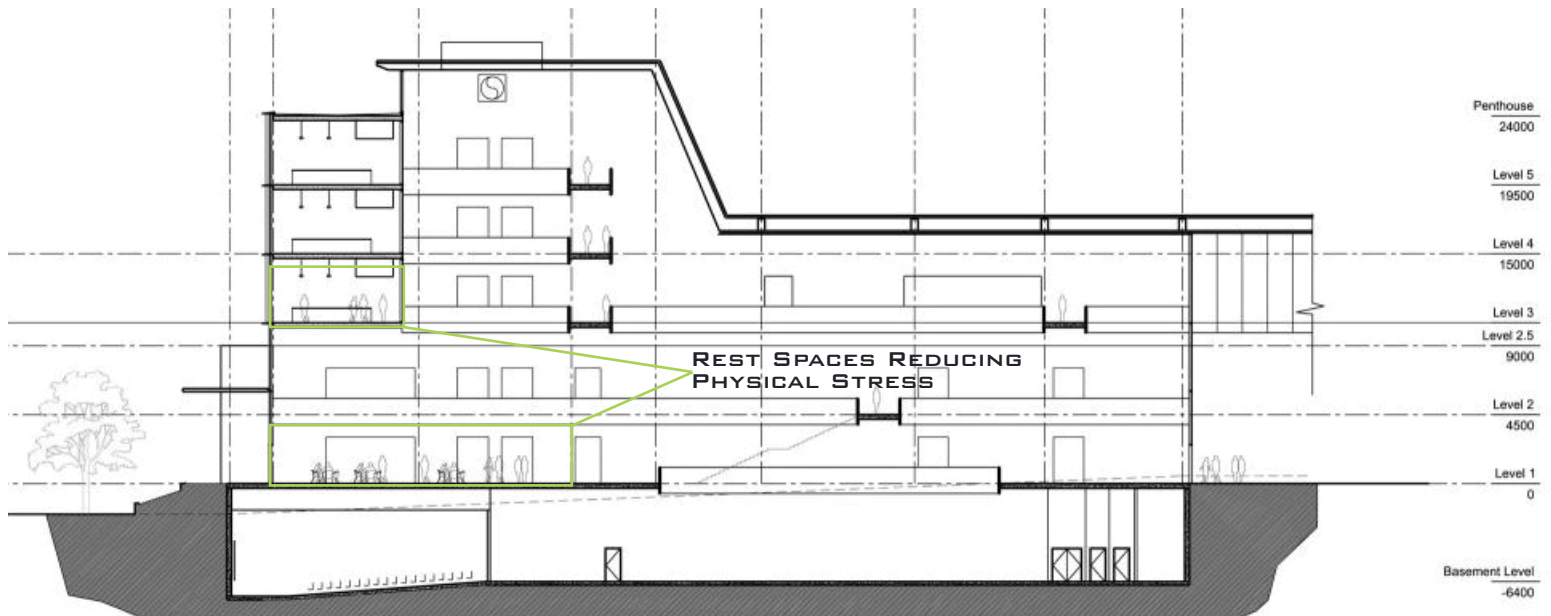 Penthouse
24000
Level 5
19500
Level 4
15000
Level 3
Level 2.5
9000
REST SPACES REDUCING
PHYSICAL STRESS
Level 2
4500
Level 1
0
Basement Level
-6400